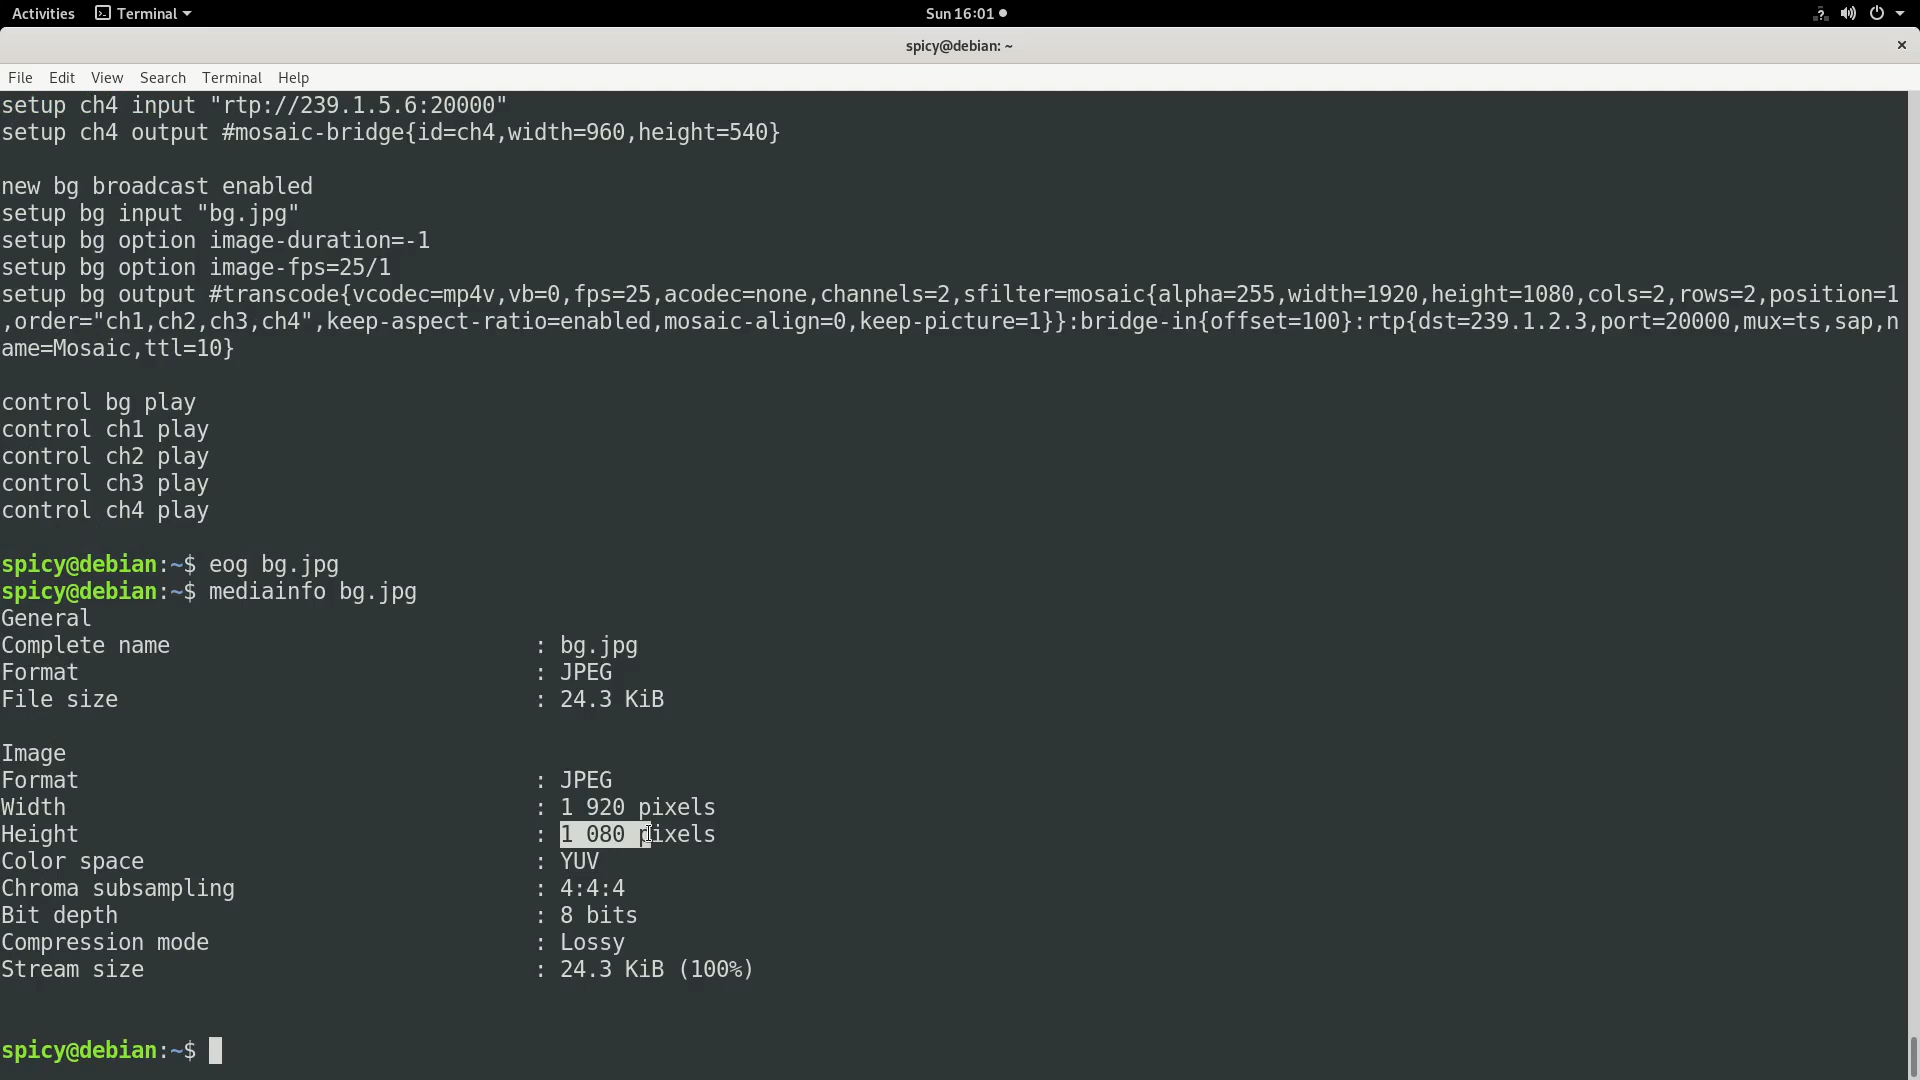 Activities Terminal Sun 16:01
spicy@debian: ~
File Edit View Search Terminal Help
setup ch4 input "rtp://239.1.5.6:20000"
setup ch4 output #mosaic-bridge{id=ch4,width=960,height=540}
new bg broadcast enabled
setup bg input "bg.jpg"
setup bg option image-duration=-1
setup bg option image-fps=25/1
setup bg output #transcode{vcodec=mp4v,vb=0,fps=25,acodec=none,channels=2,sfilter=mosaic{alpha=255,width=1920,height=1080,cols=2,rows=2,position=1
,order="ch1,ch2,ch3,ch4",keep-aspect-ratio=enabled,mosaic-align=0,keep-picture=1}}:bridge-in{offset=100}:rtp{dst=239.1.2.3,port=20000,mux=ts,sap,n
ame=Mosaic,ttl=10}
control bg play
control ch1 play
control ch2 play
control ch3 play
control ch4 play
spicy@debian:~$ eog bg.jpg
spicy@debian:~$ mediainfo bg.jpg
General
Complete name : bg.jpg
Format : JPEG
File size : 24.3 KiB
Image
Format : JPEG
Width : 1 920 pixels
Height : 1 080 pixels
Color space : YUV
Chroma subsampling : 4:4:4
Bit depth : 8 bits
Compression mode : Lossy
Stream size : 24.3 KiB (100%)
spicy@debian:~$